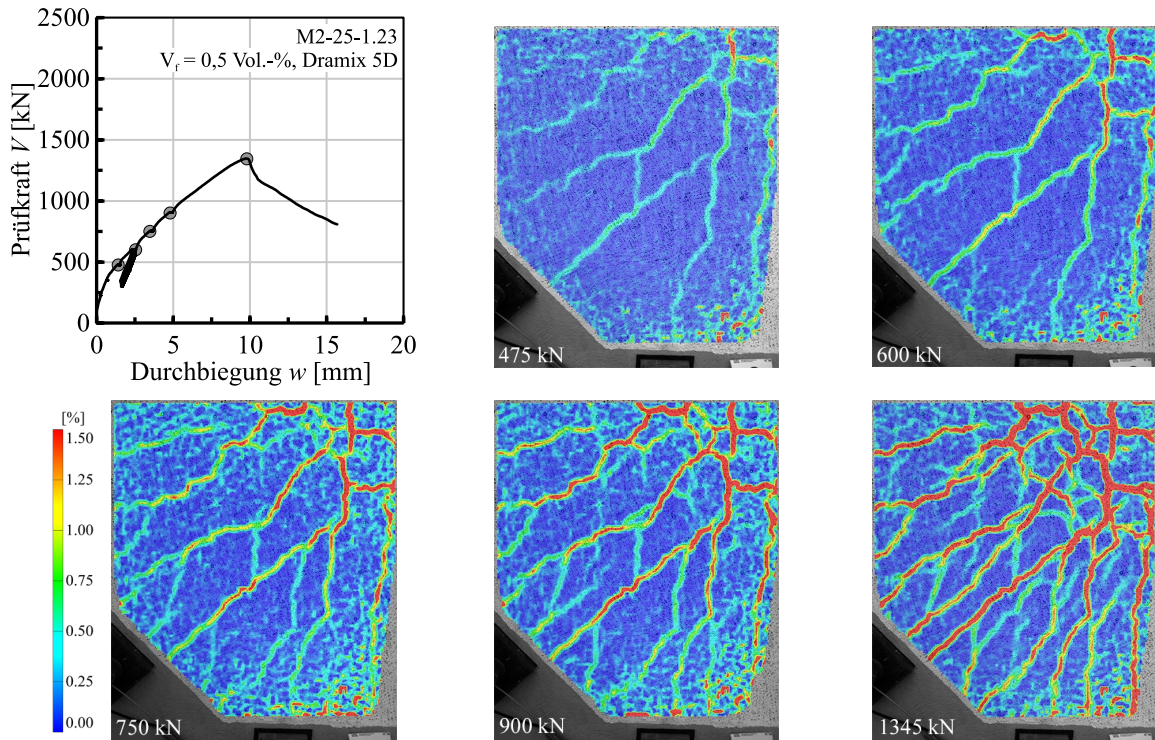 2500
2000
1500
1000
500
0
Prüfkraft V [kN]
M2-25-1.23
V_f = 0,5 Vol.-%, Dramix 5D
0 5 10 15 20
Durchbiegung w [mm]
475 kN
600 kN
[%]
1.50
1.25
1.00
0.75
0.50
0.25
0.00
750 kN
900 kN
1345 kN